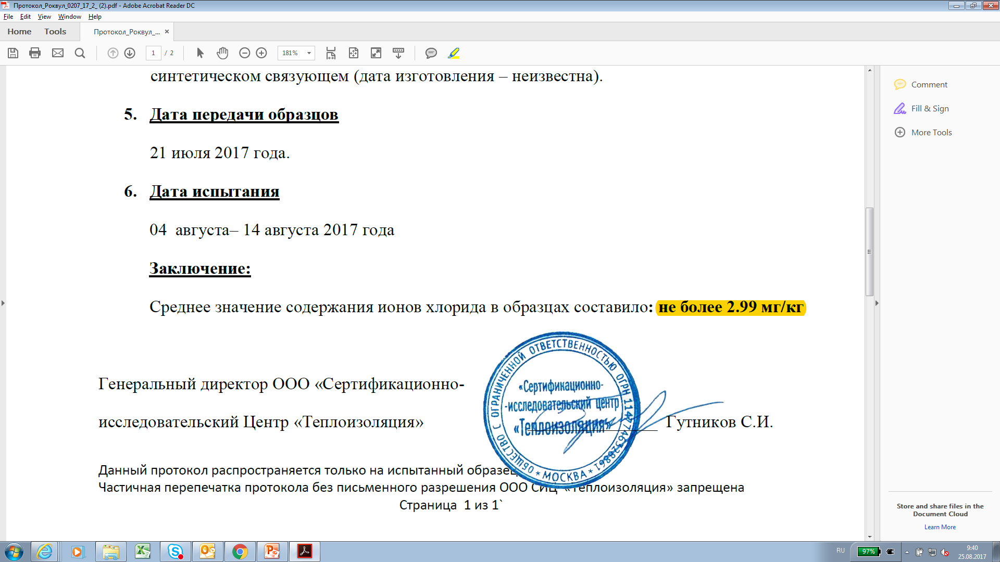 Протокол_Роквул_0207_17_2_ (2).pdf - Adobe Acrobat Reader DC
File Edit View Window Help
Home Tools Протокол_Роквул_... ×
1 / 2 181%
синтетическом связующем (дата изготовления – неизвестна).
5. Дата передачи образцов
21 июля 2017 года.
6. Дата испытания
04 августа– 14 августа 2017 года
Заключение:
Среднее значение содержания ионов хлорида в образцах составило: не более 2.99 мг/кг
Генеральный директор ООО «Сертификационно-
исследовательский Центр «Теплоизоляция»
Гутников С.И.
ОБЩЕСТВО С ОГРАНИЧЕННОЙ ОТВЕТСТВЕННОСТЬЮ ОГРН
* МОСКВА *
«Сертификационно-
-исследовательский центр
«Теплоизоляция»
Данный протокол распространяется только на испытанный образец
Частичная перепечатка протокола без письменного разрешения ООО СИЦ «Теплоизоляция» запрещена
Страница 1 из 1`
Comment
Fill & Sign
More Tools
Store and share files in the
Document Cloud
Learn More
RU
97%
9:40
25.08.2017